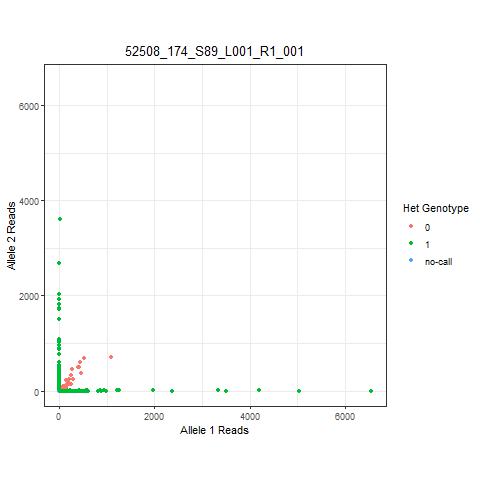 52508_174_S89_L001_R1_001
Allele 2 Reads
6000
4000
2000
0
0 2000 4000 6000
Allele 1 Reads
Het Genotype
0
1
no-call